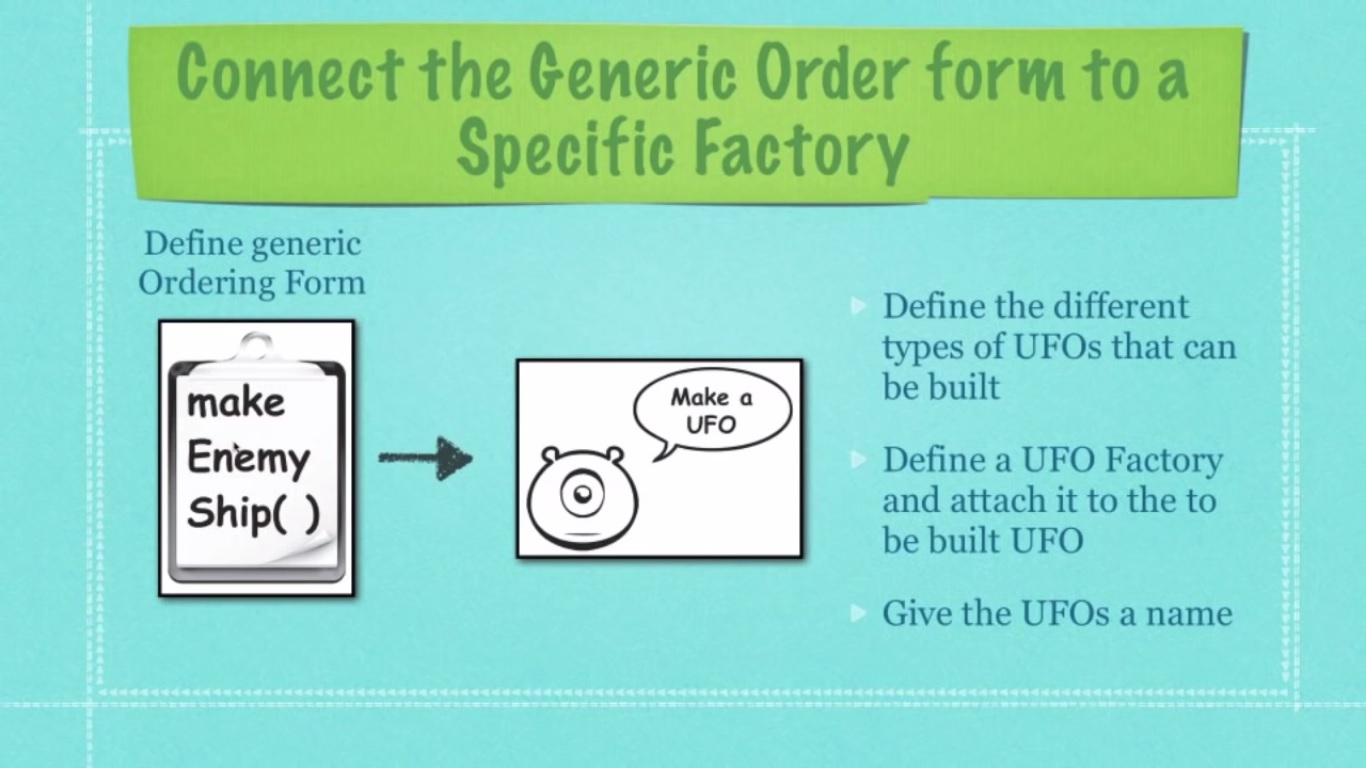 Connect the Generic Order form to a
Specific Factory
Define generic
Ordering Form
make
Enemy
Ship( )
Make a
UFO
Define the different
types of UFOs that can
be built
Define a UFO Factory
and attach it to the to
be built UFO
Give the UFOs a name